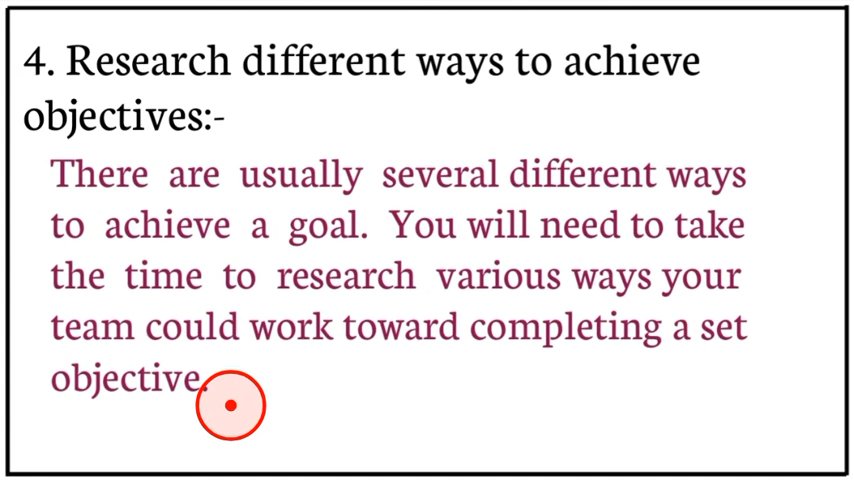 4. Research different ways to achieve
objectives:-
There are usually several different ways
to achieve a goal. You will need to take
the time to research various ways your
team could work toward completing a set
objective.